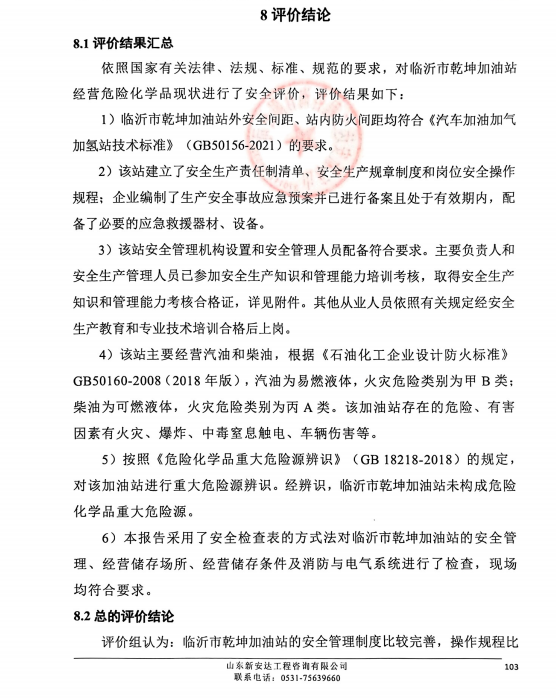 8 评价结论
8.1 评价结果汇总
依照国家有关法律、法规、标准、规范的要求，对临沂市乾坤加油站
经营危险化学品现状进行了安全评价，评价结果如下：
1）临沂市乾坤加油站外安全间距、站内防火间距均符合《汽车加油加气
加氢站技术标准》（GB50156-2021）的要求。
2）该站建立了安全生产责任制清单、安全生产规章制度和岗位安全操作
规程；企业编制了生产安全事故应急预案并已进行备案且处于有效期内，配
备了必要的应急救援器材、设备。
3）该站安全管理机构设置和安全管理人员配备符合要求。主要负责人和
安全生产管理人员已参加安全生产知识和管理能力培训考核，取得安全生产
知识和管理能力考核合格证，详见附件。其他从业人员依照有关规定经安全
生产教育和专业技术培训合格后上岗。
4）该站主要经营汽油和柴油，根据《石油化工企业设计防火标准》
GB50160-2008（2018 年版），汽油为易燃液体，火灾危险类别为甲 B 类；
柴油为可燃液体，火灾危险类别为丙 A 类。该加油站存在的危险、有害
因素有火灾、爆炸、中毒窒息触电、车辆伤害等。
5）按照《危险化学品重大危险源辨识》（GB 18218-2018）的规定，
对该加油站进行重大危险源辨识。经辨识，临沂市乾坤加油站未构成危险
化学品重大危险源。
6）本报告采用了安全检查表的方式法对临沂市乾坤加油站的安全管
理、经营储存场所、经营储存条件及消防与电气系统进行了检查，现场
均符合要求。
8.2 总的评价结论
评价组认为：临沂市乾坤加油站的安全管理制度比较完善，操作规程比
山东新安达工程咨询有限公司
103
联系电话：0531-75639660